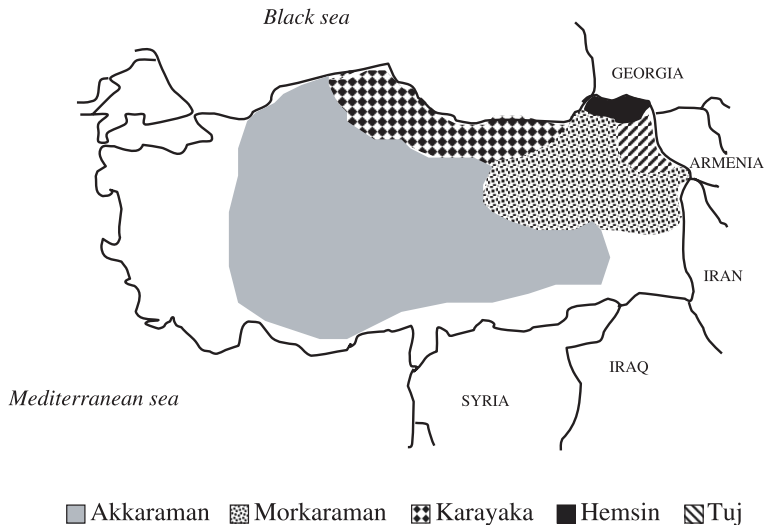 Black sea
GEORGIA
ARMENIA
IRAN
IRAQ
Mediterranean sea
SYRIA
Akkaraman Morkaraman Karayaka Hemsin Tuj